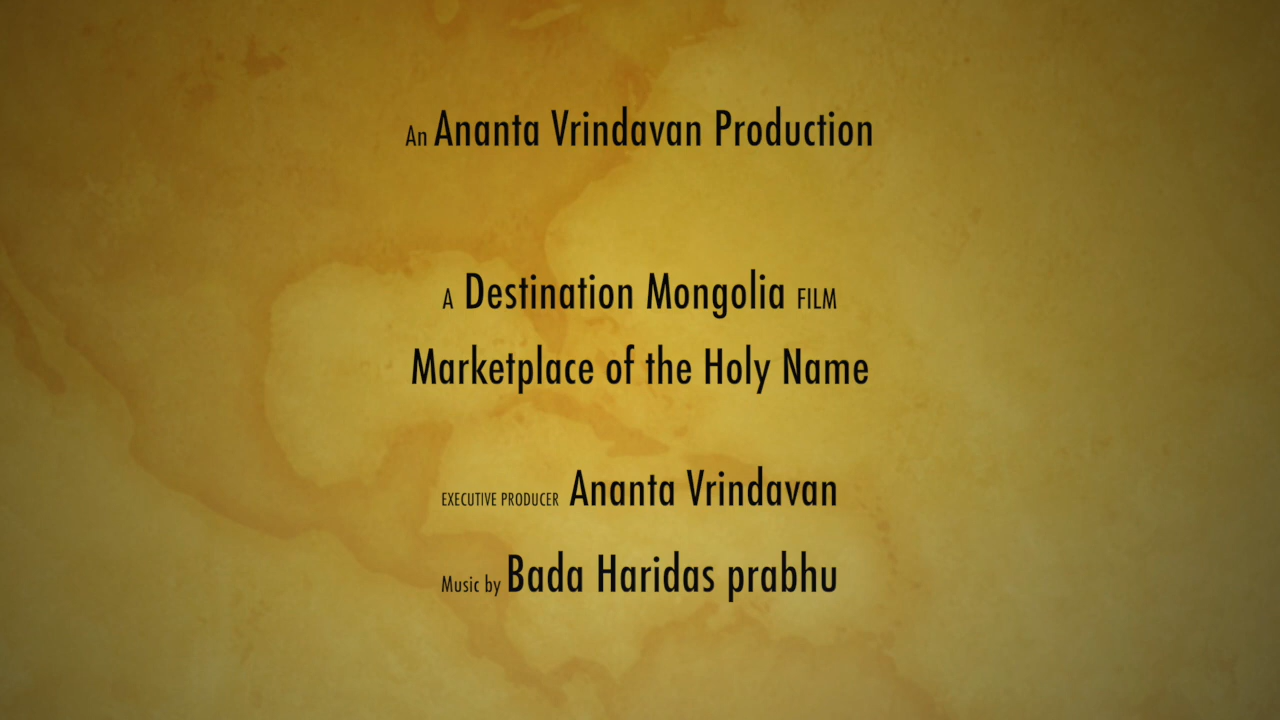 An Ananta Vrindavan Production
A Destination Mongolia FILM
Marketplace of the Holy Name
EXECUTIVE PRODUCER Ananta Vrindavan
Music by Bada Haridas prabhu